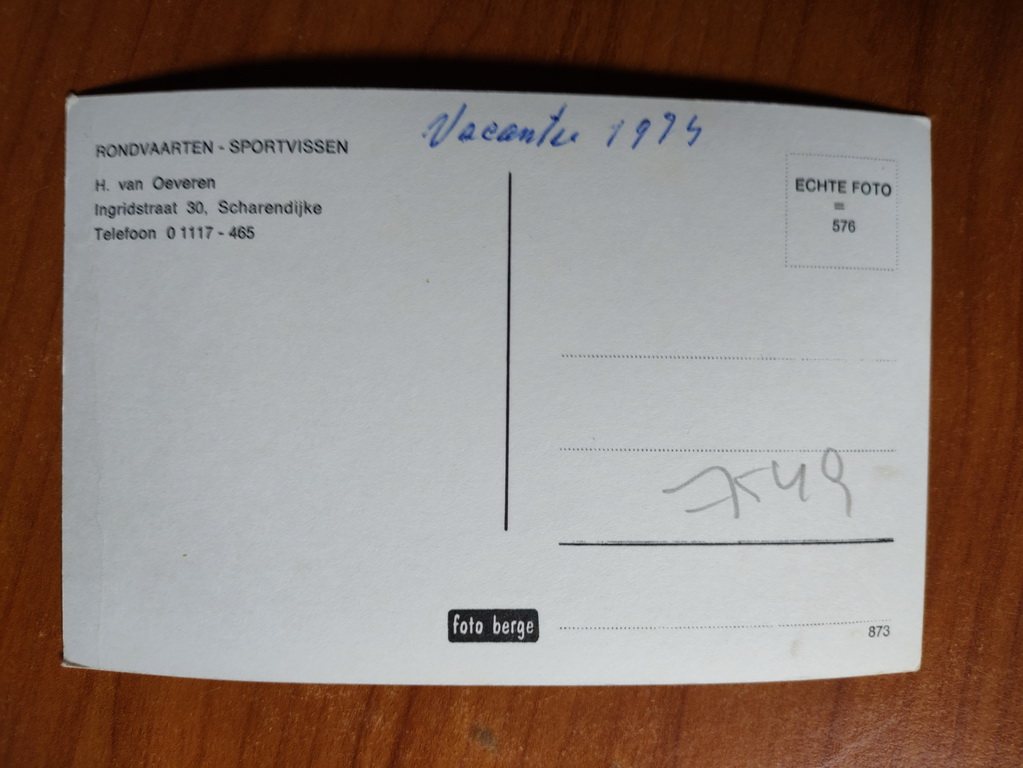 Vacantie 1974
RONDVAARTEN - SPORTVISSEN
H. van Oeveren
Ingridstraat 30, Scharendijke
Telefoon 0 1117 - 465
ECHTE FOTO
=
576
foto berge
873